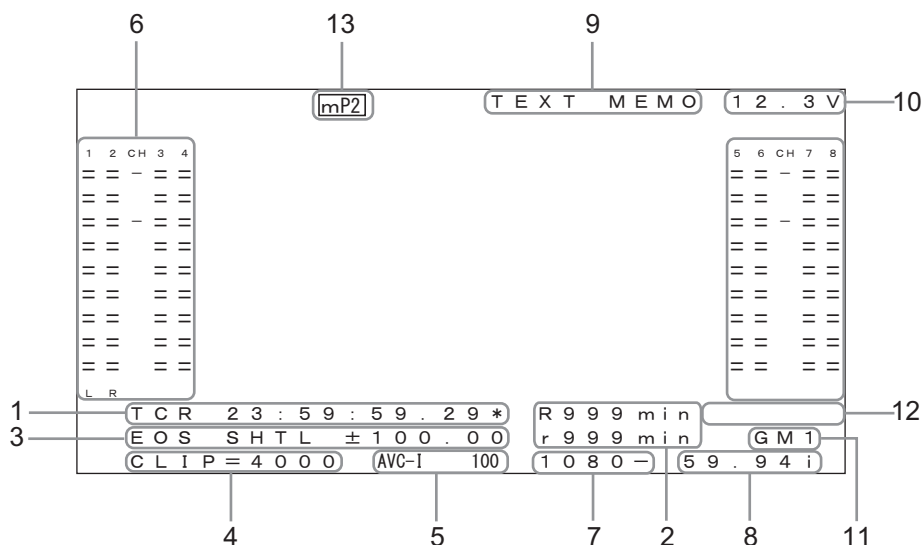 6 13 9
mP2 TEXT MEMO 12.3V 10
1 2 CH 3 4 5 6 CH 7 8
L R
1 TCR 23:59:59.29* R999min 12
3 EOS SHTL ±100.00 r999min GM1
CLIP=4000 AVC-I 100 1080- 59.94i
4 5 7 2 8 11